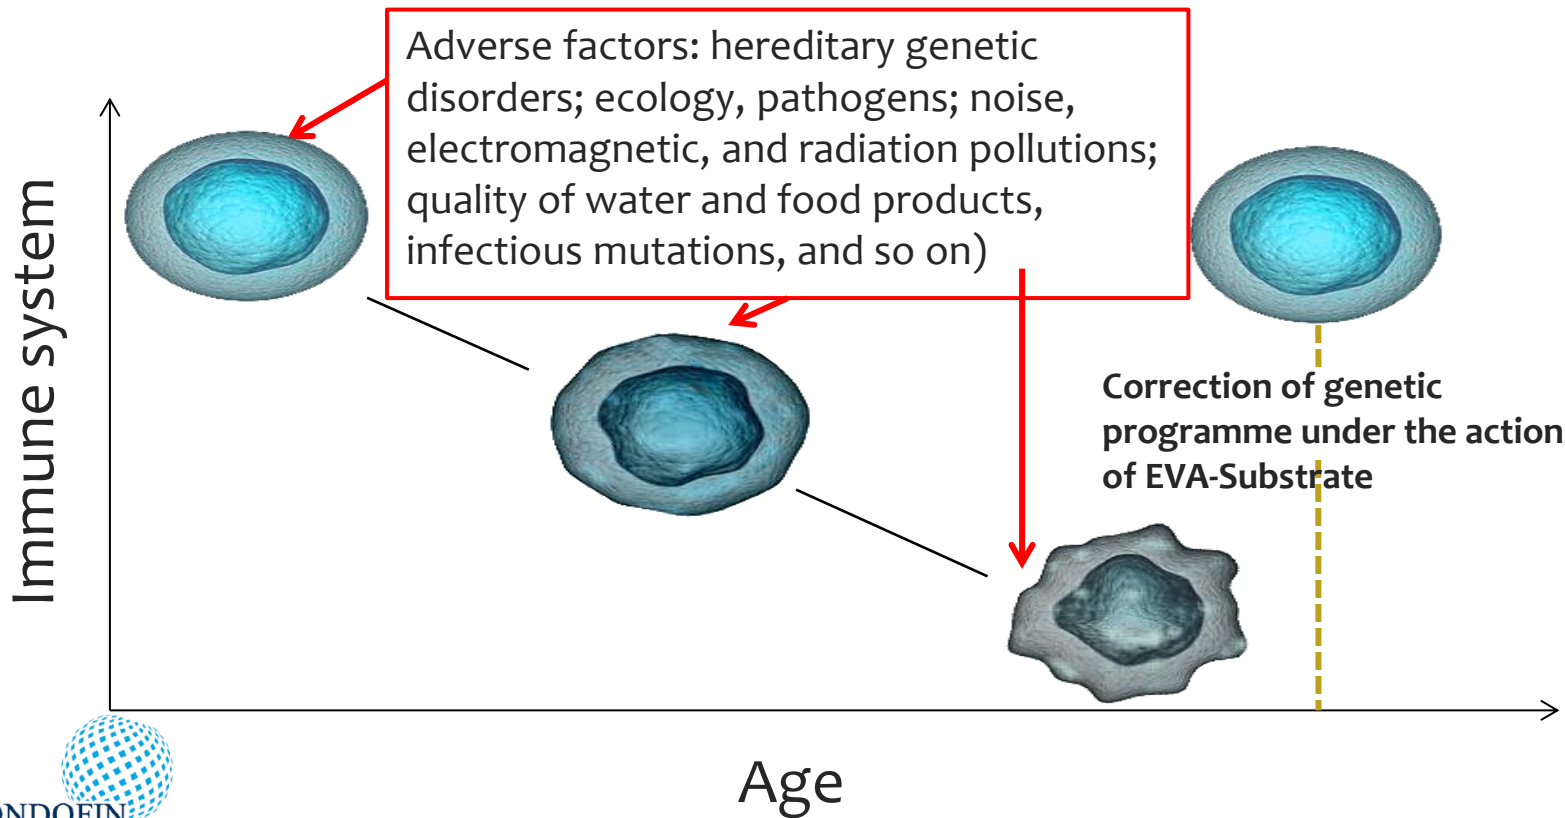 Adverse factors: hereditary genetic
disorders; ecology, pathogens; noise,
electromagnetic, and radiation pollutions;
quality of water and food products,
infectious mutations, and so on)
Immune system
Correction of genetic
programme under the action
of EVA-Substrate
Age